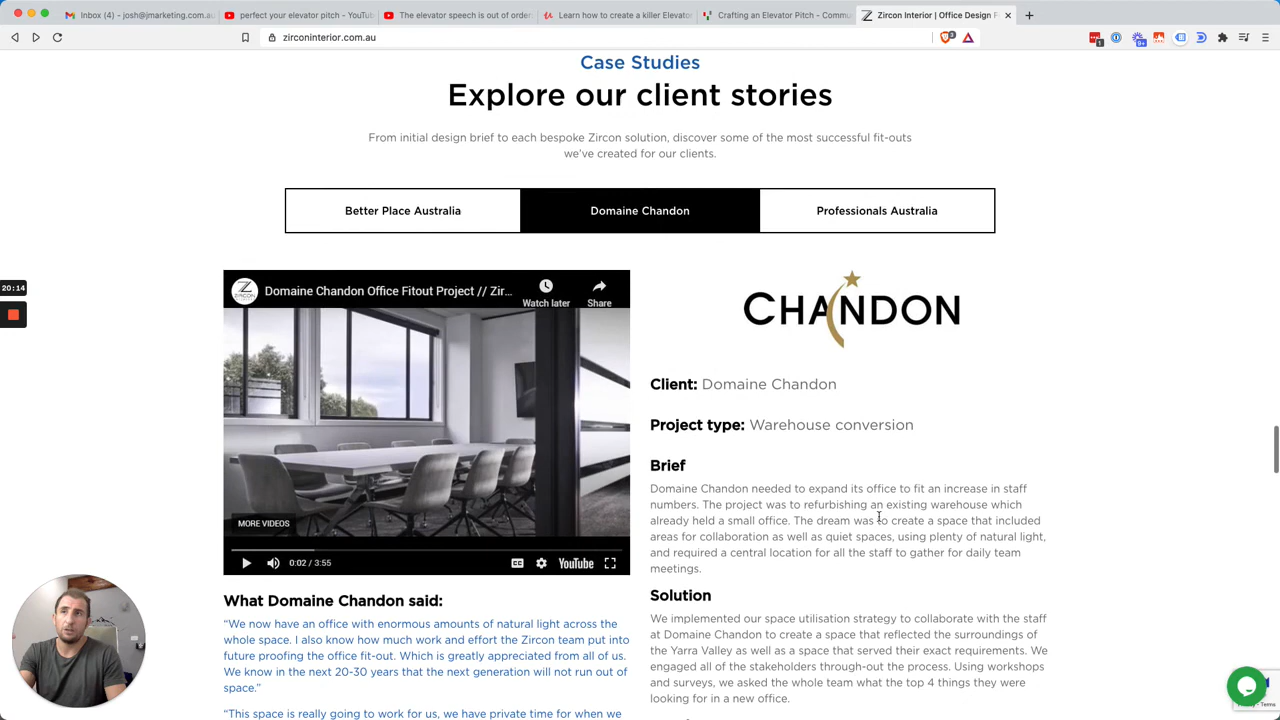 Inbox (4) - josh@jmarketing.com.au
perfect your elevator pitch - YouTu
The elevator speech is out of order
Learn how to create a killer Elevator
Crafting an Elevator Pitch - Commu
Zircon Interior | Office Design F
zirconinterior.com.au
Case Studies
Explore our client stories
From initial design brief to each bespoke Zircon solution, discover some of the most successful fit-outs
we've created for our clients.
Better Place Australia
Domaine Chandon
Professionals Australia
20:14
Domaine Chandon Office Fitout Project // Zir...
Watch later
Share
MORE VIDEOS
0:02 / 3:55
YouTube
CHANDON
Client: Domaine Chandon
Project type: Warehouse conversion
Brief
Domaine Chandon needed to expand its office to fit an increase in staff
numbers. The project was to refurbishing an existing warehouse which
already held a small office. The dream was to create a space that included
areas for collaboration as well as quiet spaces, using plenty of natural light,
and required a central location for all the staff to gather for daily team
meetings.
Solution
We implemented our space utilisation strategy to collaborate with the staff
at Domaine Chandon to create a space that reflected the surroundings of
the Yarra Valley as well as a space that served their exact requirements. We
engaged all of the stakeholders through-out the process. Using workshops
and surveys, we asked the whole team what the top 4 things they were
looking for in a new office.
What Domaine Chandon said:
“We now have an office with enormous amounts of natural light across the
whole space. I also know how much work and effort the Zircon team put into
future proofing the office fit-out. Which is greatly appreciated from all of us.
We know in the next 20-30 years that the next generation will not run out of
space.”
“This space is really going to work for us, we have private time for when we